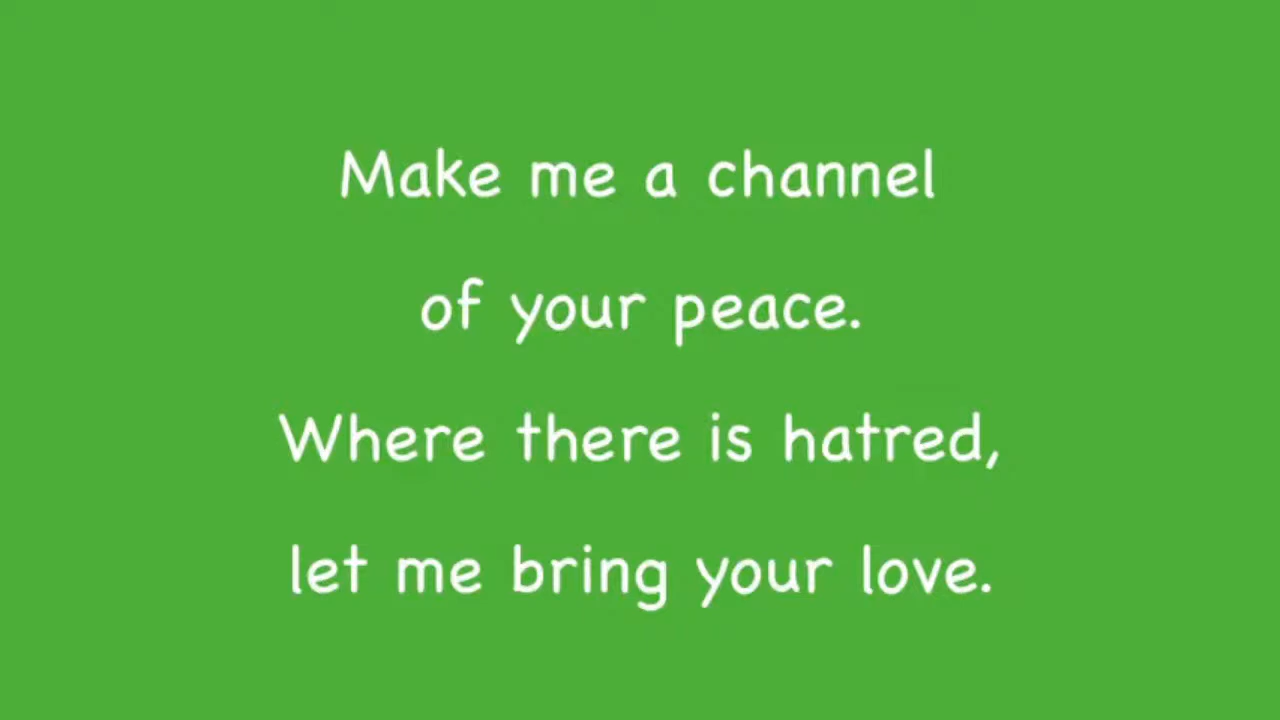 Make me a channel
of your peace.
Where there is hatred,
let me bring your love.